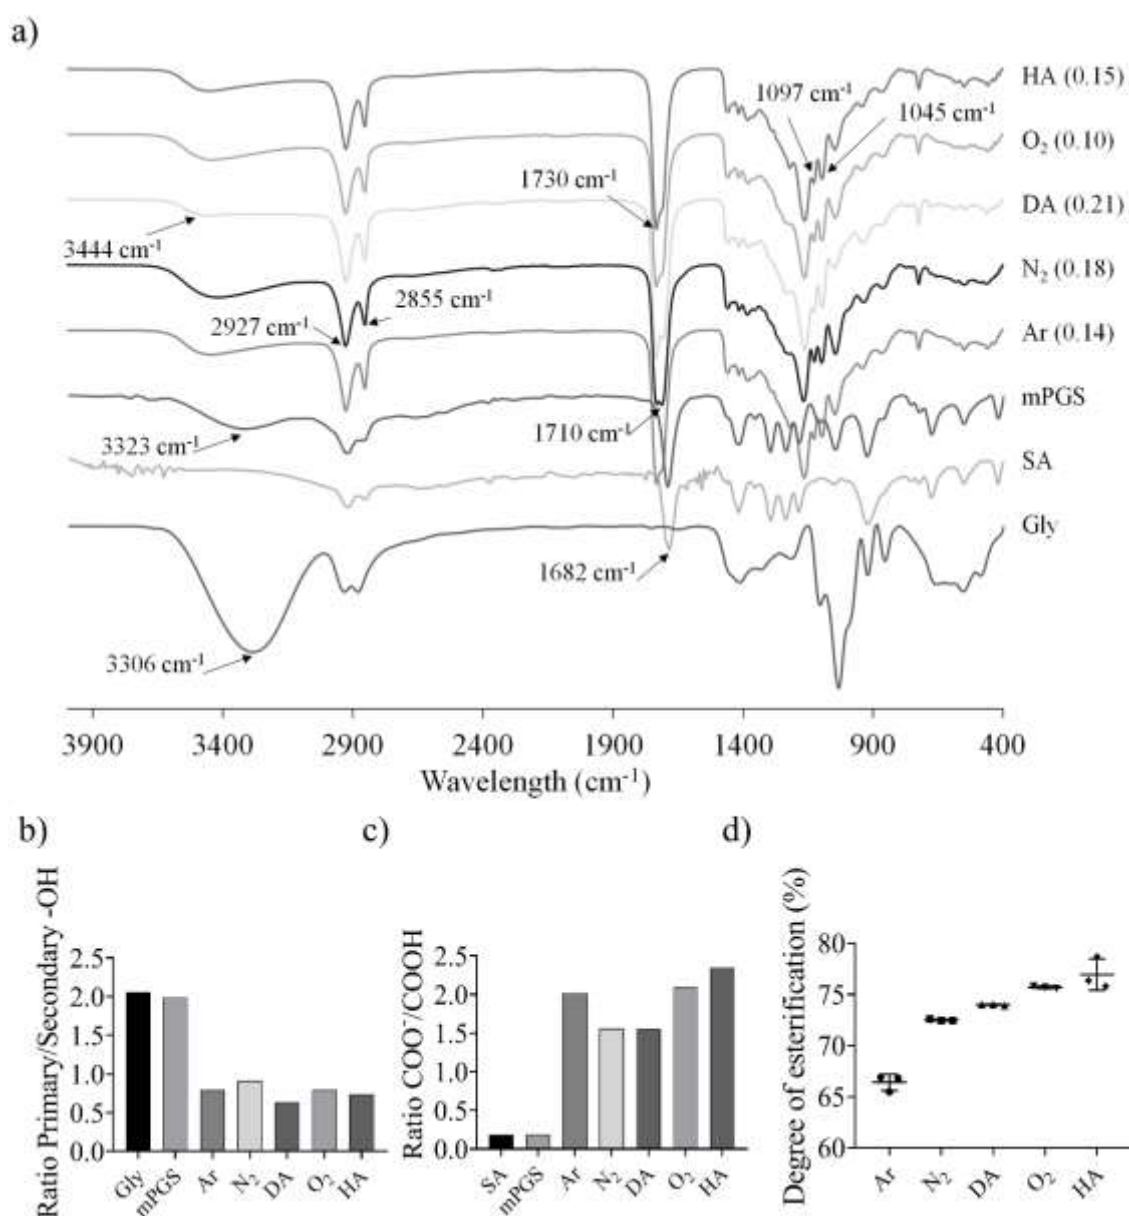 a)
HA (0.15)
1097 cm⁻¹
1045 cm⁻¹
O₂ (0.10)
1730 cm⁻¹
DA (0.21)
3444 cm⁻¹
N₂ (0.18)
2855 cm⁻¹
2927 cm⁻¹
Ar (0.14)
mPGS
3323 cm⁻¹
1710 cm⁻¹
SA
Gly
1682 cm⁻¹
3306 cm⁻¹
3900 3400 2900 2400 1900 1400 900 400
Wavelength (cm⁻¹)
b)
Ratio Primary/Secondary -OH
2.5
2.0
1.5
1.0
0.5
0.0
Gly mPGS Ar N₂ DA O₂ HA
c)
Ratio COO⁻/COOH
2.5
2.0
1.5
1.0
0.5
0.0
SA mPGS Ar N₂ DA O₂ HA
d)
Degree of esterification (%)
80
75
70
65
60
Ar N₂ DA O₂ HA